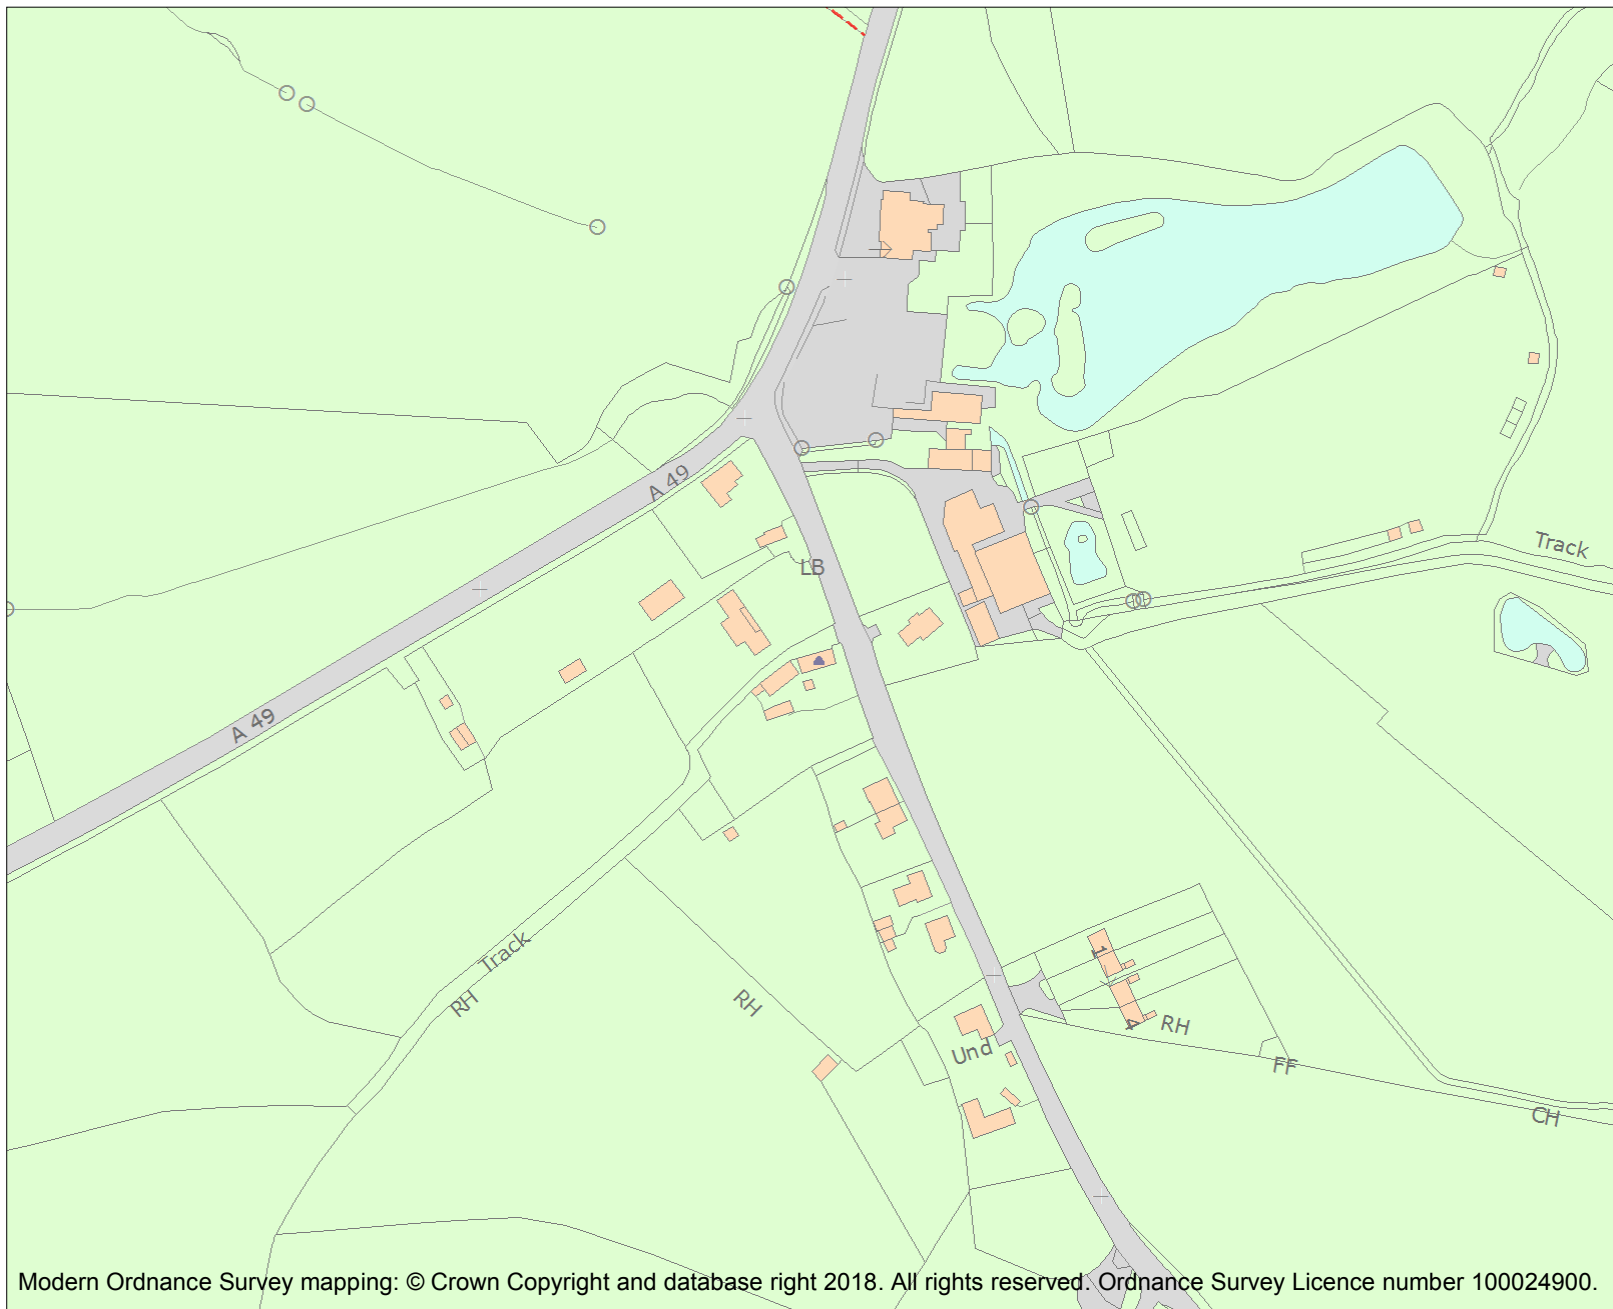 A 49
LB
Track
A 49
Track
RH
RH
1
4
RH
Und
FF
CH
Modern Ordnance Survey mapping: © Crown Copyright and database right 2018. All rights reserved. Ordnance Survey Licence number 100024900.